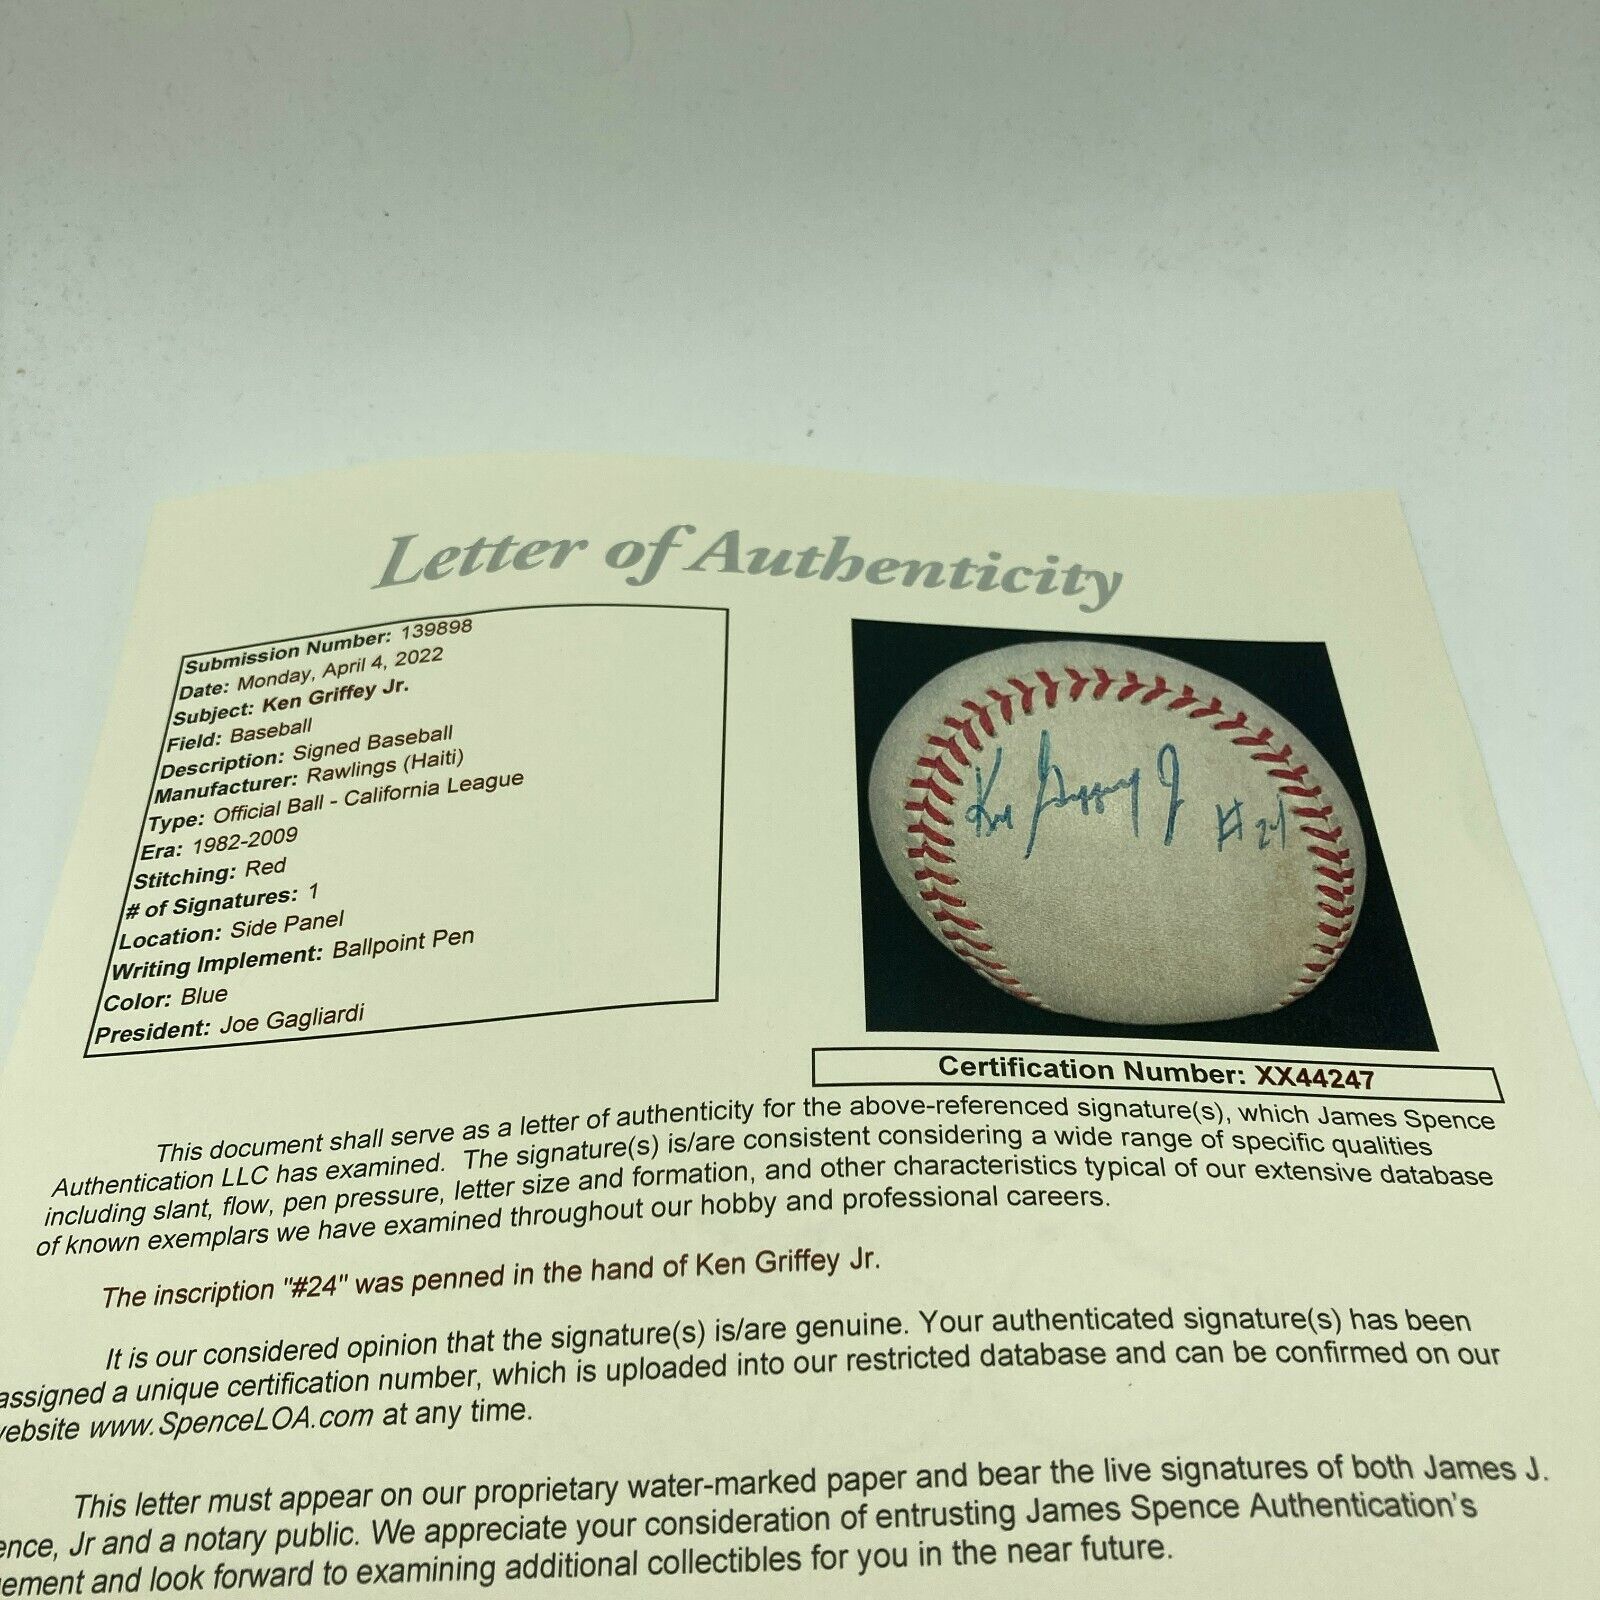 Letter of Authenticity
Submission Number: 139898
Date: Monday, April 4, 2022
Subject: Ken Griffey Jr.
Field: Baseball
Description: Signed Baseball
Manufacturer: Rawlings (Haiti)
Type: Official Ball - California League
Era: 1982-2009
Stitching: Red
# of Signatures: 1
Location: Side Panel
Writing Implement: Ballpoint Pen
Color: Blue
President: Joe Gagliardi
Ken Griffey Jr #24
Certification Number: XX44247
This document shall serve as a letter of authenticity for the above-referenced signature(s), which James Spence
Authentication LLC has examined. The signature(s) is/are consistent considering a wide range of specific qualities
including slant, flow, pen pressure, letter size and formation, and other characteristics typical of our extensive database
of known exemplars we have examined throughout our hobby and professional careers.
The inscription "#24" was penned in the hand of Ken Griffey Jr.
It is our considered opinion that the signature(s) is/are genuine. Your authenticated signature(s) has been
assigned a unique certification number, which is uploaded into our restricted database and can be confirmed on our
ebsite www.SpenceLOA.com at any time.
This letter must appear on our proprietary water-marked paper and bear the live signatures of both James J.
ence, Jr and a notary public. We appreciate your consideration of entrusting James Spence Authentication's
ement and look forward to examining additional collectibles for you in the near future.